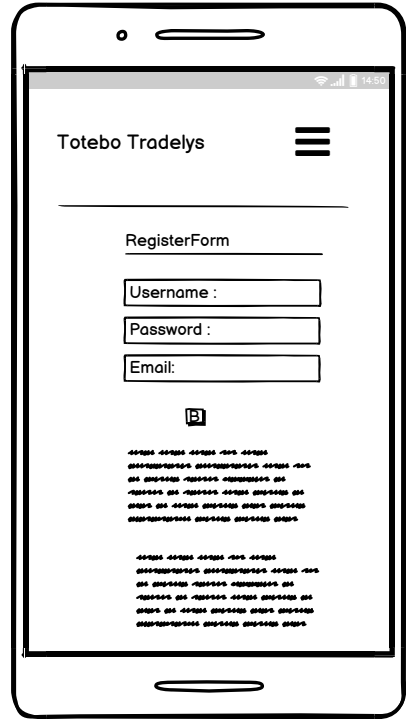 14:50
Totebo Tradelys
RegisterForm
Username :
Password :
Email:
B